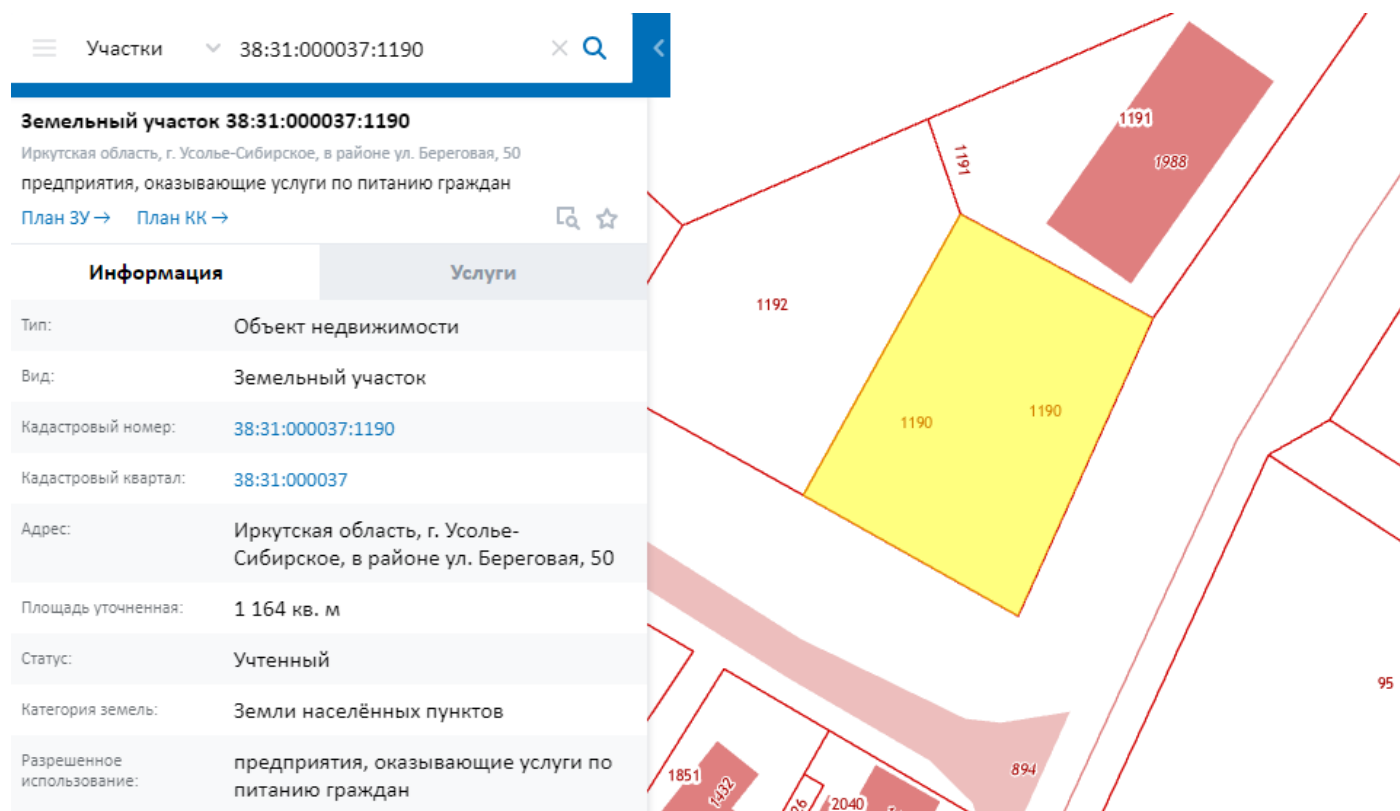 Участки 38:31:000037:1190
Земельный участок 38:31:000037:1190
Иркутская область, г. Усолье-Сибирское, в районе ул. Береговая, 50
предприятия, оказывающие услуги по питанию граждан
План ЗУ → План КК →
Информация Услуги
Тип: Объект недвижимости
Вид: Земельный участок
Кадастровый номер: 38:31:000037:1190
Кадастровый квартал: 38:31:000037
Адрес: Иркутская область, г. Усолье-
Сибирское, в районе ул. Береговая, 50
Площадь уточненная: 1 164 кв. м
Статус: Учтенный
Категория земель: Земли населённых пунктов
Разрешенное
использование:
предприятия, оказывающие услуги по
питанию граждан
1191
1191
1988
1192
1190
1190
95
894
1851
1432
2040